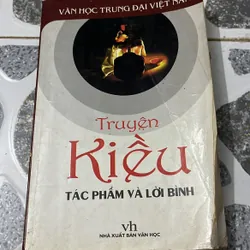 VĂN HỌC TRUNG ĐẠI VIỆT NAM
Truyện
Kiều
TÁC PHẨM VÀ LỜI BÌNH
vh
NHÀ XUẤT BẢN VĂN HỌC